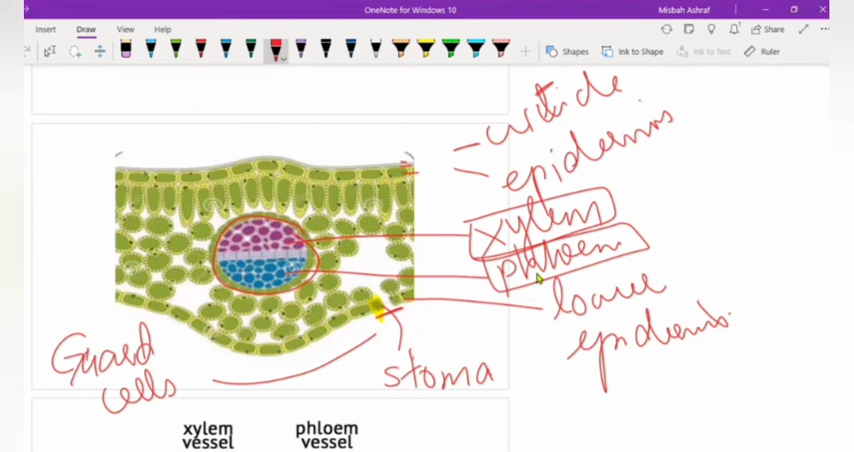 OneNote for Windows 10
Misbah Ashraf
Insert Draw View Help
Share
Shapes Ink to Shape Ink to Text Ruler
cuticle
epidermis
xylem
phloem
lower
epidermis
Guard
cells
stoma
xylem phloem
vessel vessel